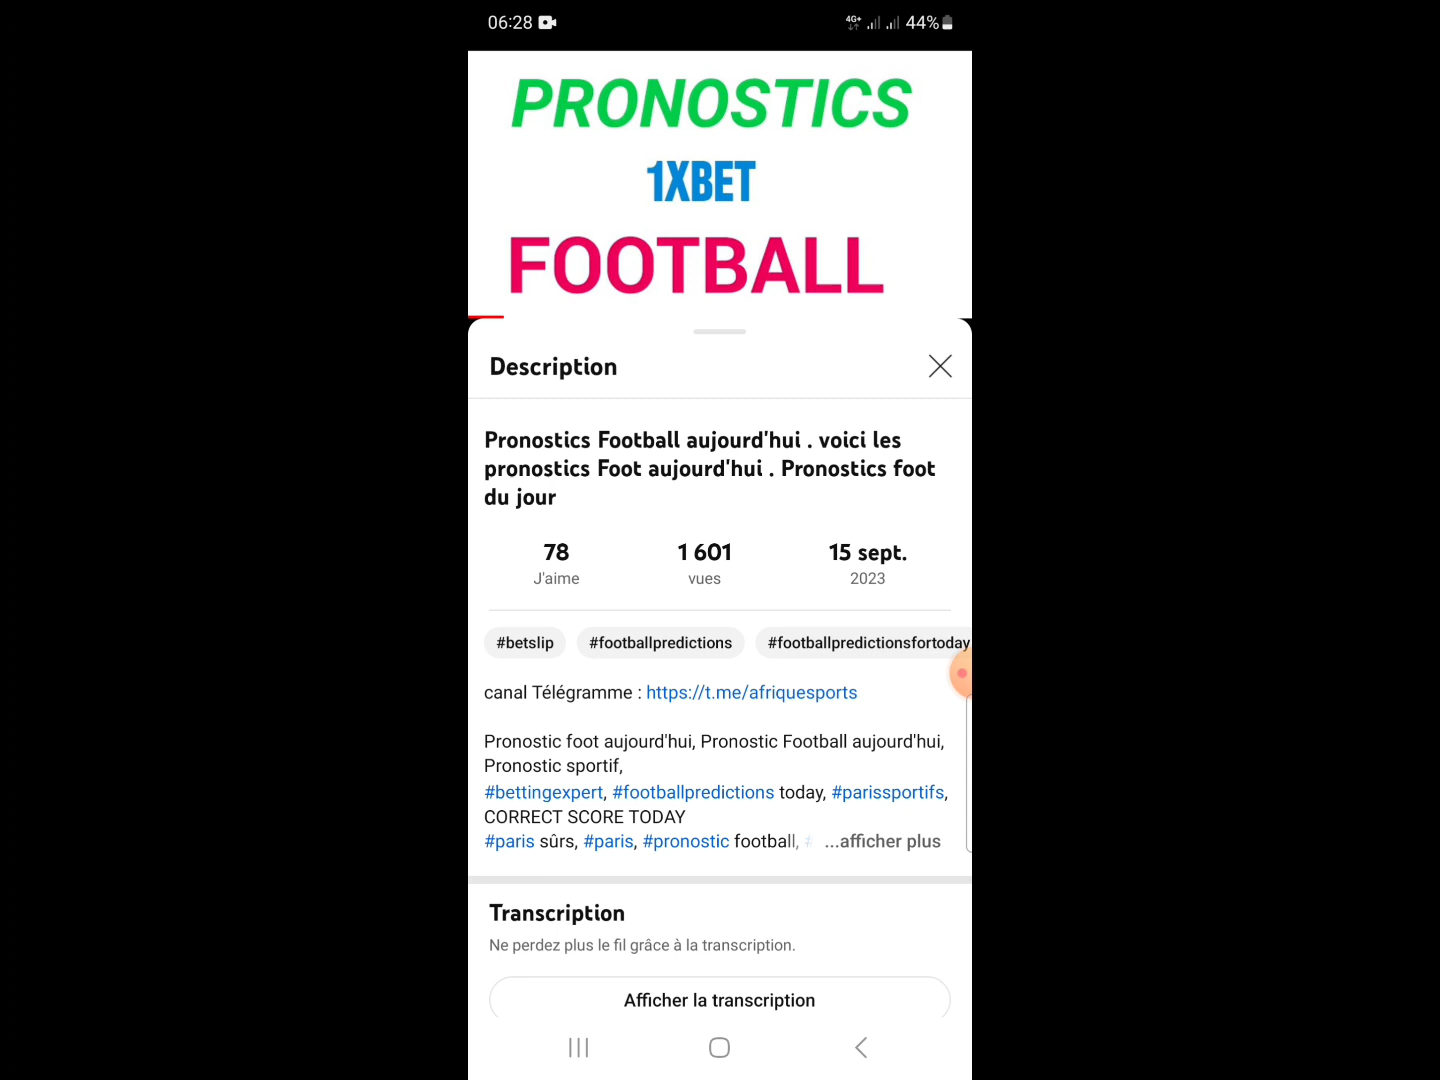 06:28
4G+ 44%
PRONOSTICS
1XBET
FOOTBALL
Description
Pronostics Football aujourd'hui . voici les
pronostics Foot aujourd'hui . Pronostics foot
du jour
78 1 601 15 sept.
J'aime vues 2023
#betslip #footballpredictions #footballpredictionsfortoday
canal Télégramme : https://t.me/afriquesports
Pronostic foot aujourd'hui, Pronostic Football aujourd'hui,
Pronostic sportif,
#bettingexpert, #footballpredictions today, #parissportifs,
CORRECT SCORE TODAY
#paris sûrs, #paris, #pronostic football, # ...afficher plus
Transcription
Ne perdez plus le fil grâce à la transcription.
Afficher la transcription